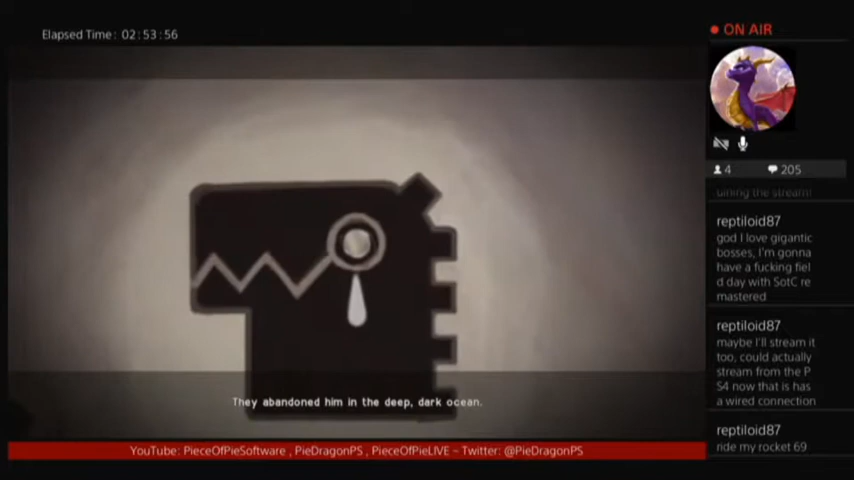 Elapsed Time: 02:53:56
ON AIR
4 205
the stream!
reptiloid87
god I love gigantic
bosses, I'm gonna
have a fucking fiel
d day with SotC re
mastered
reptiloid87
maybe I'll stream it
too, could actually
stream from the P
S4 now that is has
a wired connection
reptiloid87
ride my rocket 69
They abandoned him in the deep, dark ocean.
YouTube: PieceOfPieSoftware , PieDragonPS , PieceOfPieLIVE – Twitter: @PieDragonPS